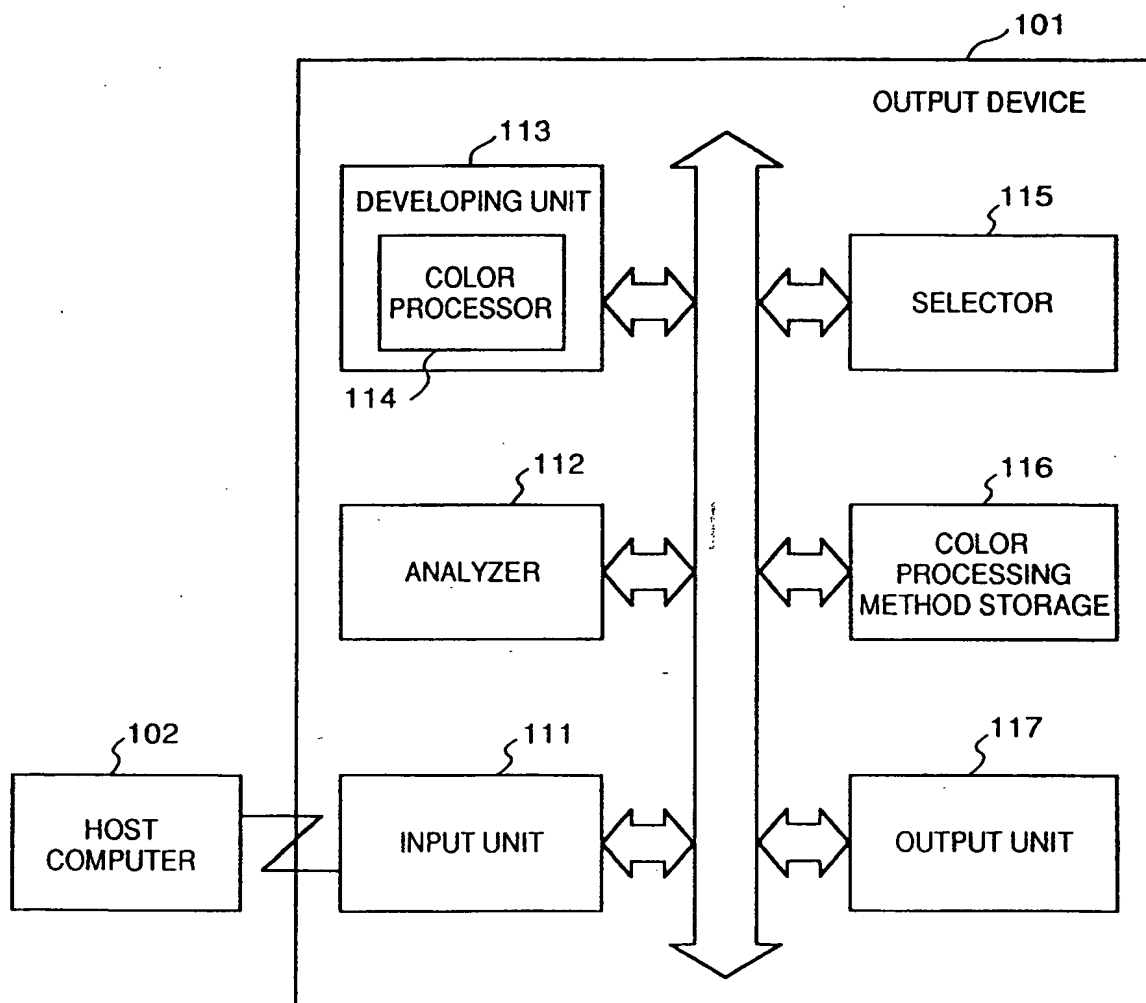 101
OUTPUT DEVICE
113
DEVELOPING UNIT
COLOR
PROCESSOR
114
115
SELECTOR
112
ANALYZER
116
COLOR
PROCESSING
METHOD STORAGE
102
HOST
COMPUTER
111
INPUT UNIT
117
OUTPUT UNIT